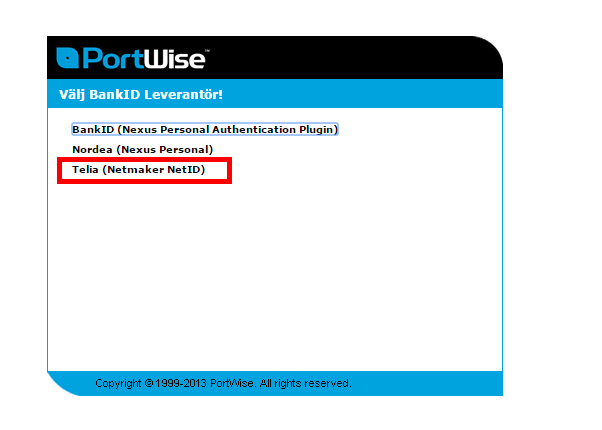 PortWise™
Välj BankID Leverantör!
BankID (Nexus Personal Authentication Plugin)
Nordea (Nexus Personal)
Telia (Netmaker NetID)
Copyright © 1999-2013 PortWise. All rights reserved.